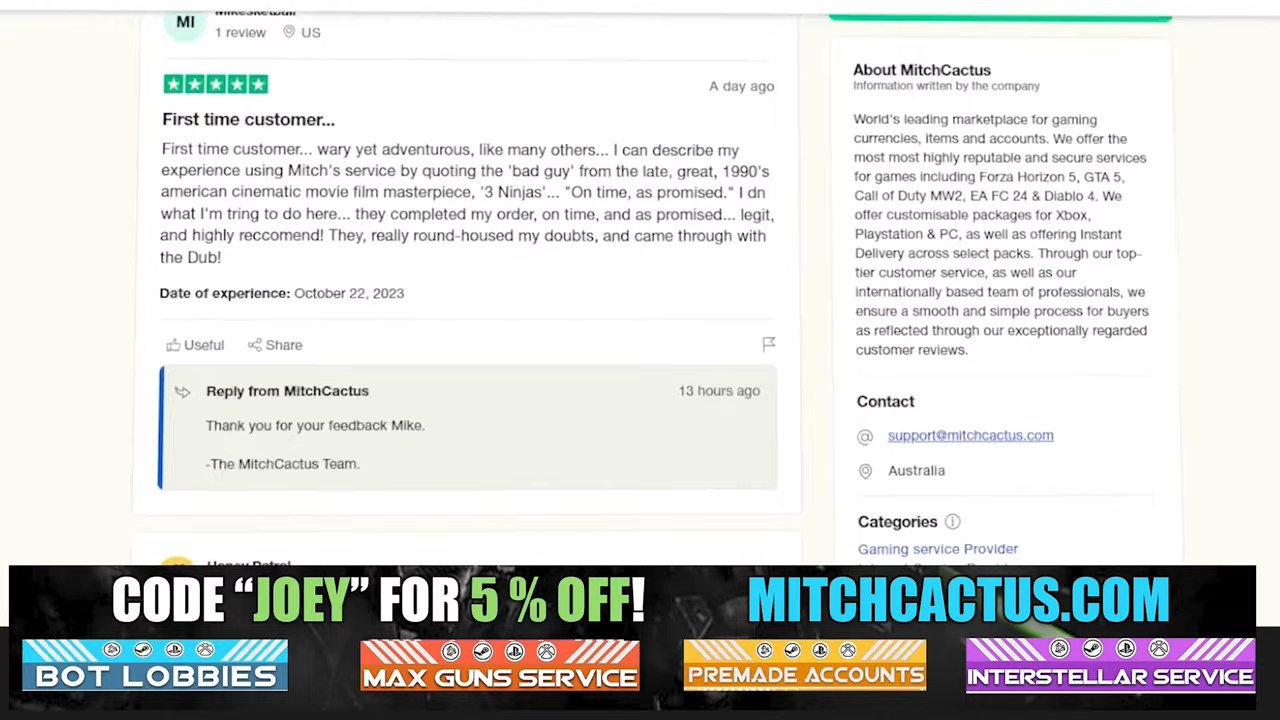 MI
1 review US
A day ago
First time customer...
First time customer... wary yet adventurous, like many others... I can describe my
experience using Mitch's service by quoting the 'bad guy' from the late, great, 1990's
american cinematic movie film masterpiece, '3 Ninjas'... "On time, as promised." I dn
what I'm tring to do here... they completed my order, on time, and as promised... legit,
and highly reccomend! They, really round-housed my doubts, and came through with
the Dub!
Date of experience: October 22, 2023
Useful Share
Reply from MitchCactus 13 hours ago
Thank you for your feedback Mike.
-The MitchCactus Team.
About MitchCactus
Information written by the company
World's leading marketplace for gaming
currencies, items and accounts. We offer the
most most highly reputable and secure services
for games including Forza Horizon 5, GTA 5,
Call of Duty MW2, EA FC 24 & Diablo 4. We
offer customisable packages for Xbox,
Playstation & PC, as well as offering Instant
Delivery across select packs. Through our top-
tier customer service, as well as our
internationally based team of professionals, we
ensure a smooth and simple process for buyers
as reflected through our exceptionally regarded
customer reviews.
Contact
support@mitchcactus.com
Australia
Categories
Gaming service Provider
CODE “JOEY” FOR 5 % OFF! MITCHCACTUS.COM
BOT LOBBIES MAX GUNS SERVICE PREMADE ACCOUNTS INTERSTELLAR SERVICE